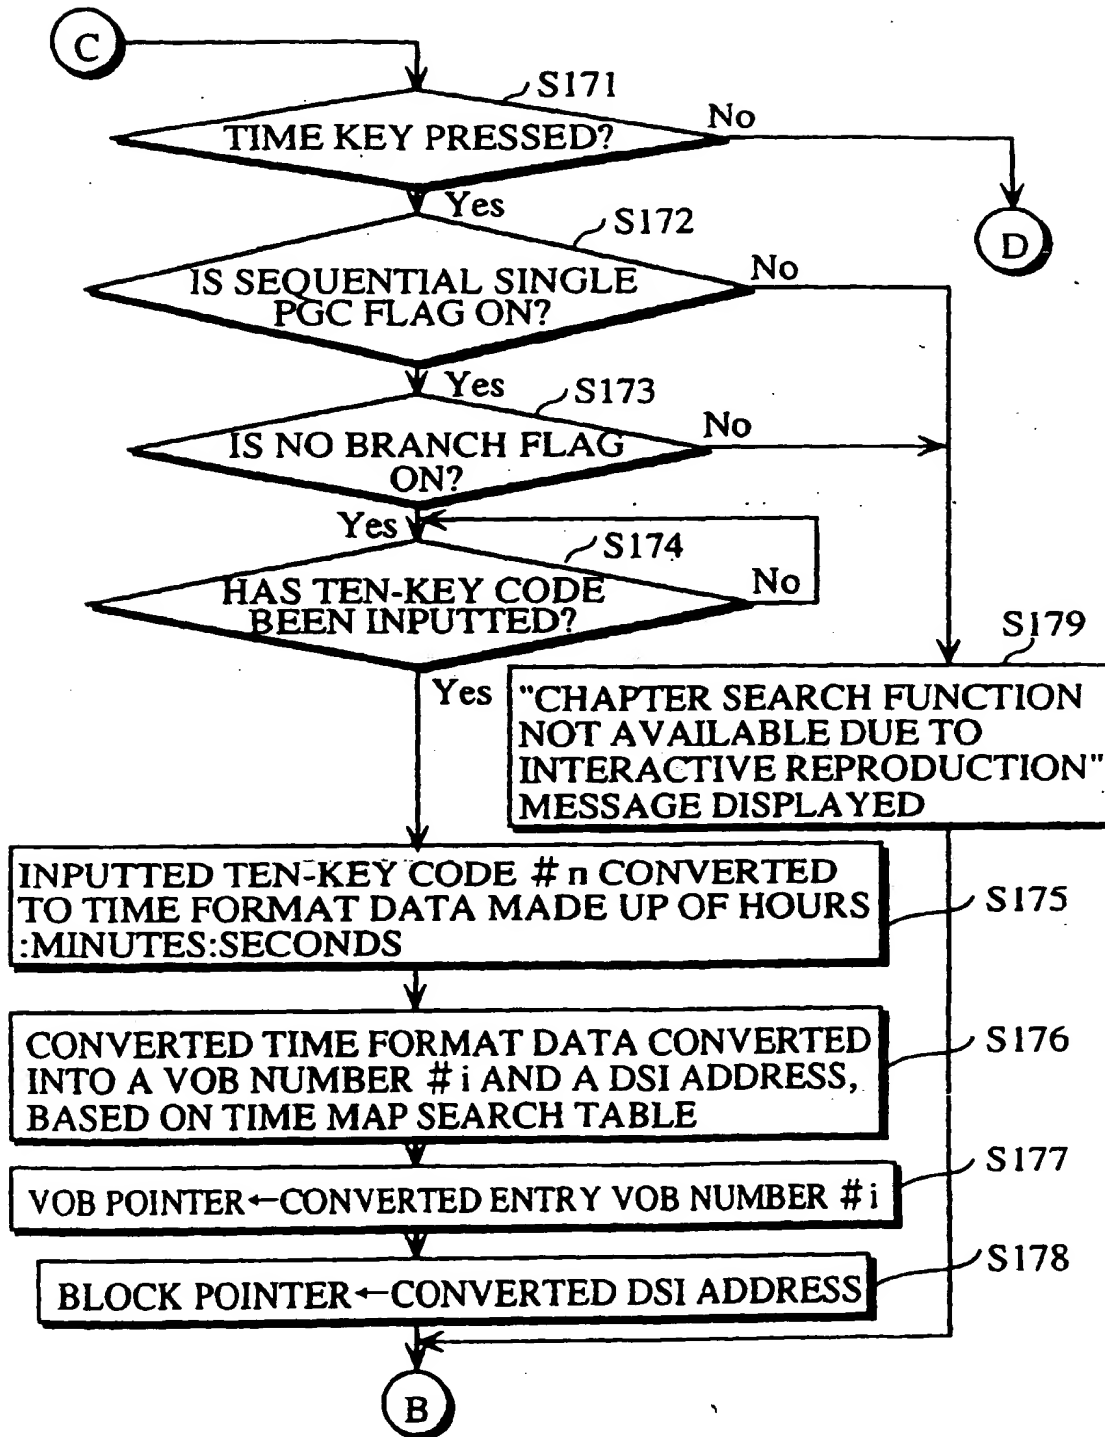 C
S171
TIME KEY PRESSED?
No
Yes
D
S172
IS SEQUENTIAL SINGLE
PGC FLAG ON?
No
Yes
S173
IS NO BRANCH FLAG
ON?
No
Yes
S174
HAS TEN-KEY CODE
BEEN INPUTTED?
No
Yes
S179
"CHAPTER SEARCH FUNCTION
NOT AVAILABLE DUE TO
INTERACTIVE REPRODUCTION"
MESSAGE DISPLAYED
INPUTTED TEN-KEY CODE #n CONVERTED
TO TIME FORMAT DATA MADE UP OF HOURS
:MINUTES:SECONDS
S175
CONVERTED TIME FORMAT DATA CONVERTED
INTO A VOB NUMBER #i AND A DSI ADDRESS,
BASED ON TIME MAP SEARCH TABLE
S176
VOB POINTER←CONVERTED ENTRY VOB NUMBER #i
S177
BLOCK POINTER←CONVERTED DSI ADDRESS
S178
B